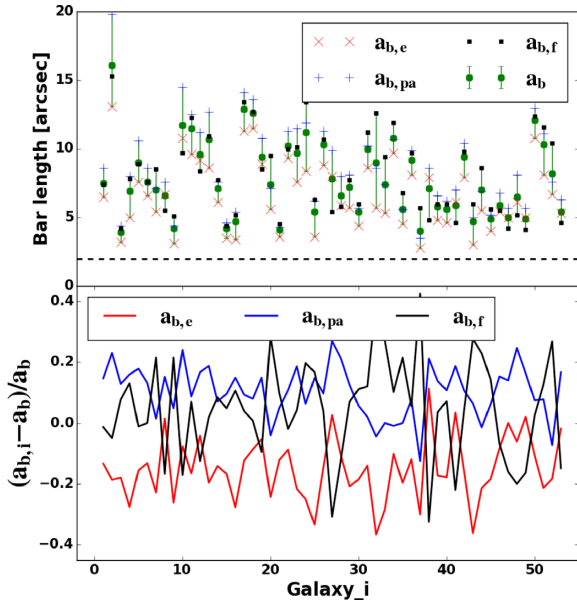 20
15
10
5
0
Bar length [arcsec]
a_{b,e} a_{b,f}
a_{b,pa} a_b
0.4
0.2
0.0
−0.2
−0.4
(a_{b,i}−a_b)/a_b
a_{b,e} a_{b,pa} a_{b,f}
0 10 20 30 40 50
Galaxy_i